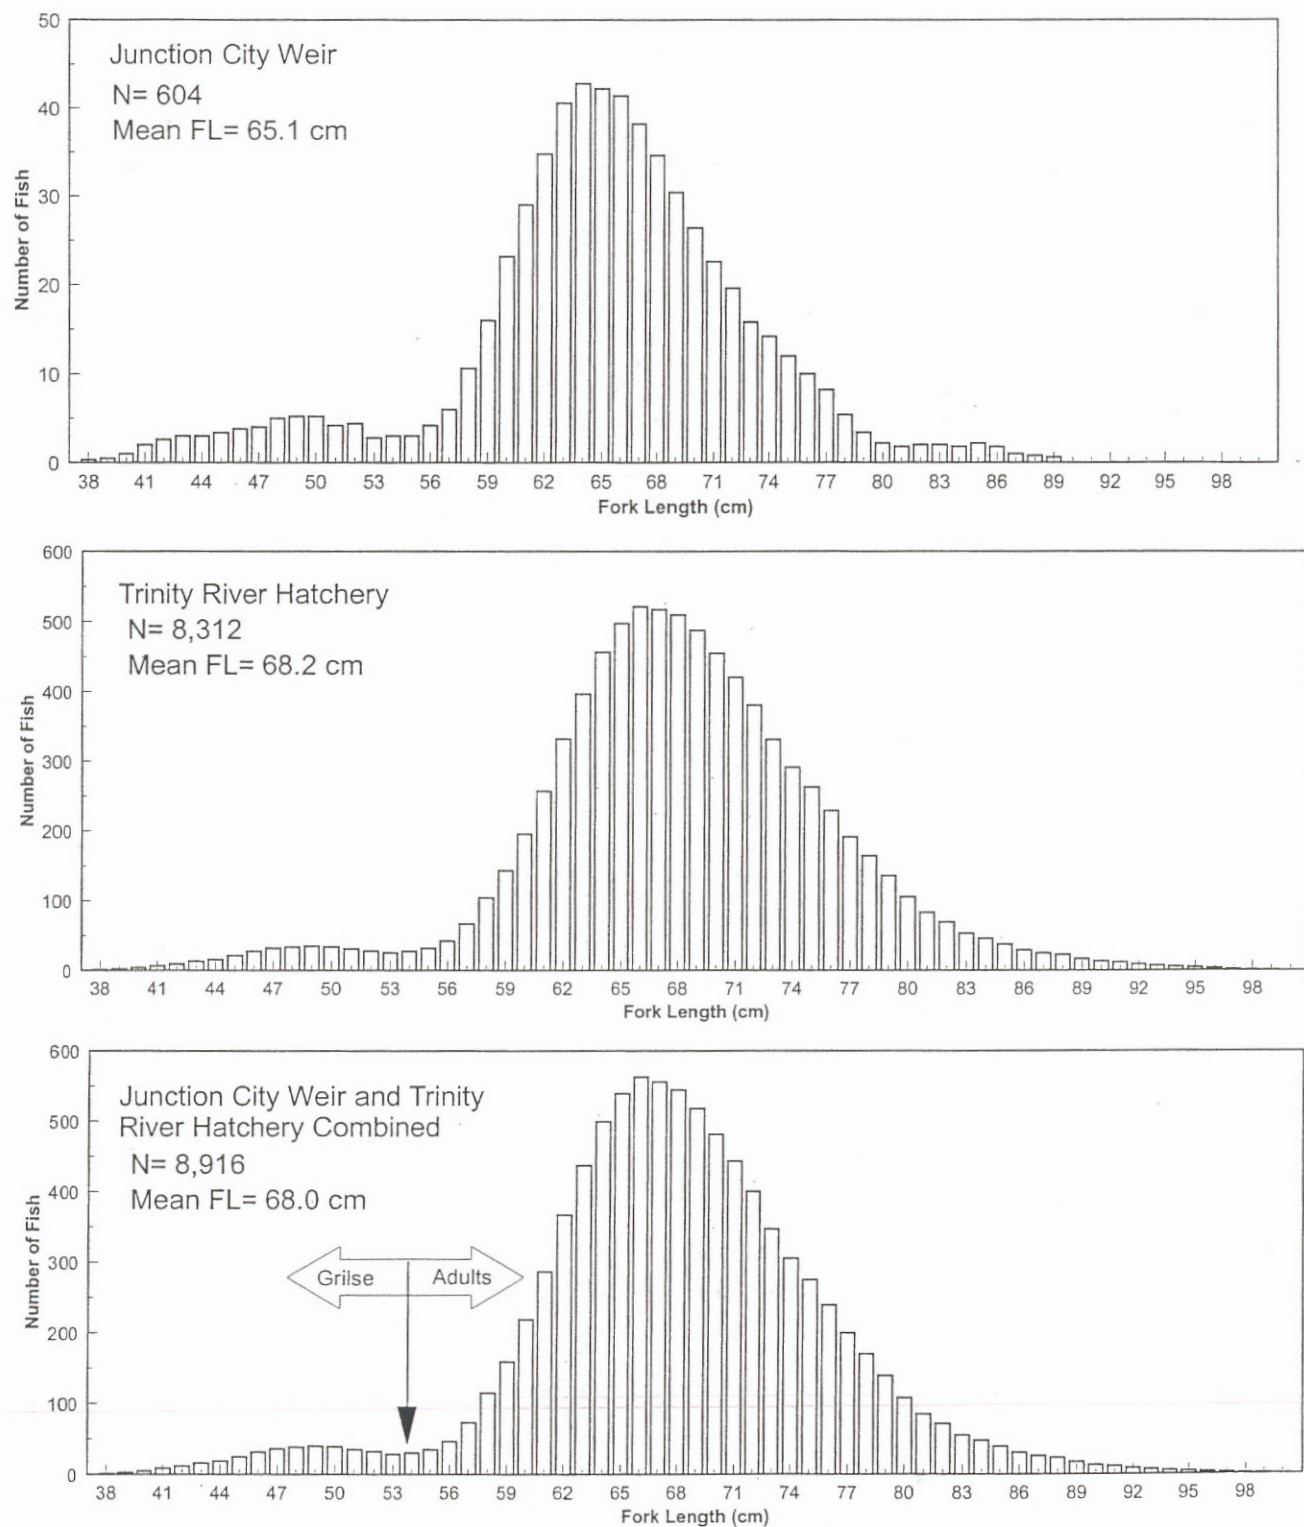 50
40
30
20
10
0
Number of Fish
Junction City Weir
N= 604
Mean FL= 65.1 cm
38 41 44 47 50 53 56 59 62 65 68 71 74 77 80 83 86 89 92 95 98
Fork Length (cm)
600
500
400
300
200
100
0
Number of Fish
Trinity River Hatchery
N= 8,312
Mean FL= 68.2 cm
38 41 44 47 50 53 56 59 62 65 68 71 74 77 80 83 86 89 92 95 98
Fork Length (cm)
600
500
400
300
200
100
0
Number of Fish
Junction City Weir and Trinity
River Hatchery Combined
N= 8,916
Mean FL= 68.0 cm
Grilse Adults
38 41 44 47 50 53 56 59 62 65 68 71 74 77 80 83 86 89 92 95 98
Fork Length (cm)